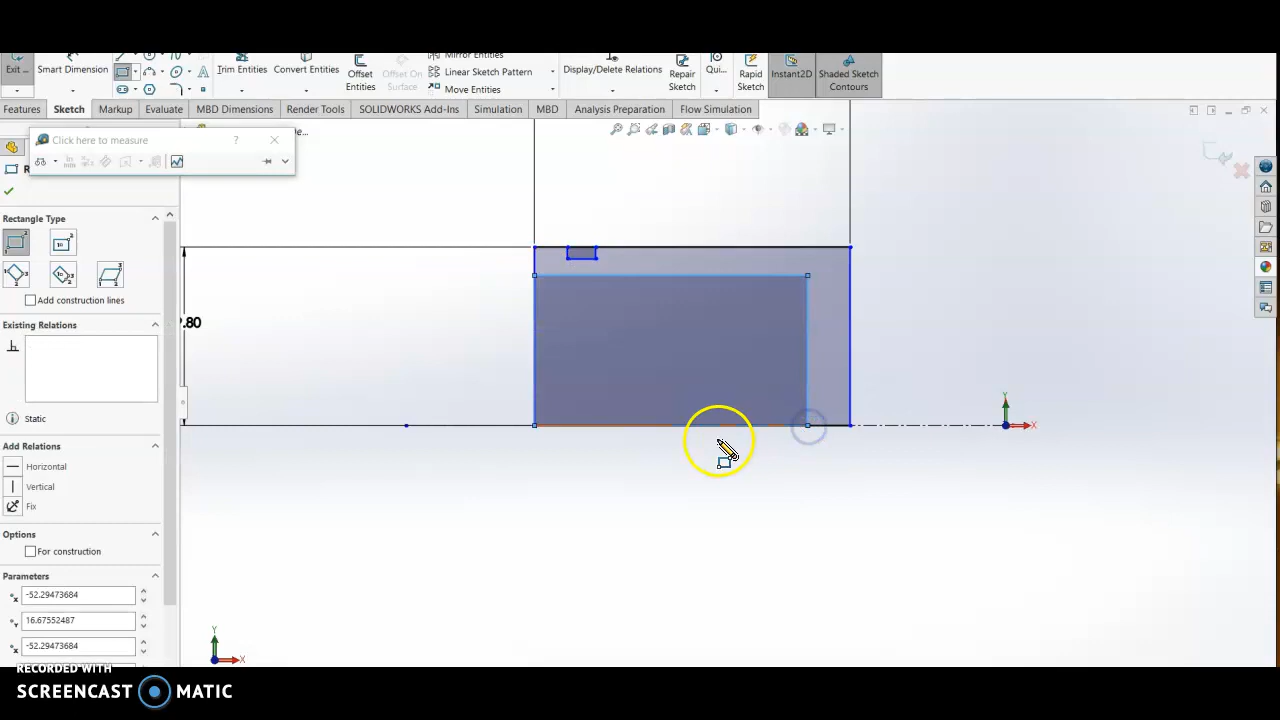 Mirror Entities
Exit ...
Smart Dimension
Trim Entities
Convert Entities
Offset Entities
Offset On Surface
Linear Sketch Pattern
Move Entities
Display/Delete Relations
Repair Sketch
Qui...
Rapid Sketch
Instant2D
Shaded Sketch Contours
Features
Sketch
Markup
Evaluate
MBD Dimensions
Render Tools
SOLIDWORKS Add-Ins
Simulation
MBD
Analysis Preparation
Flow Simulation
Click here to measure
?
e...
Rectangle Type
Add construction lines
Existing Relations
.80
Static
Add Relations
Horizontal
Vertical
Fix
Options
For construction
Parameters
-52.29473684
16.67552487
-52.29473684
Y
X
Y
X
RECORDED WITH
SCREENCAST MATIC